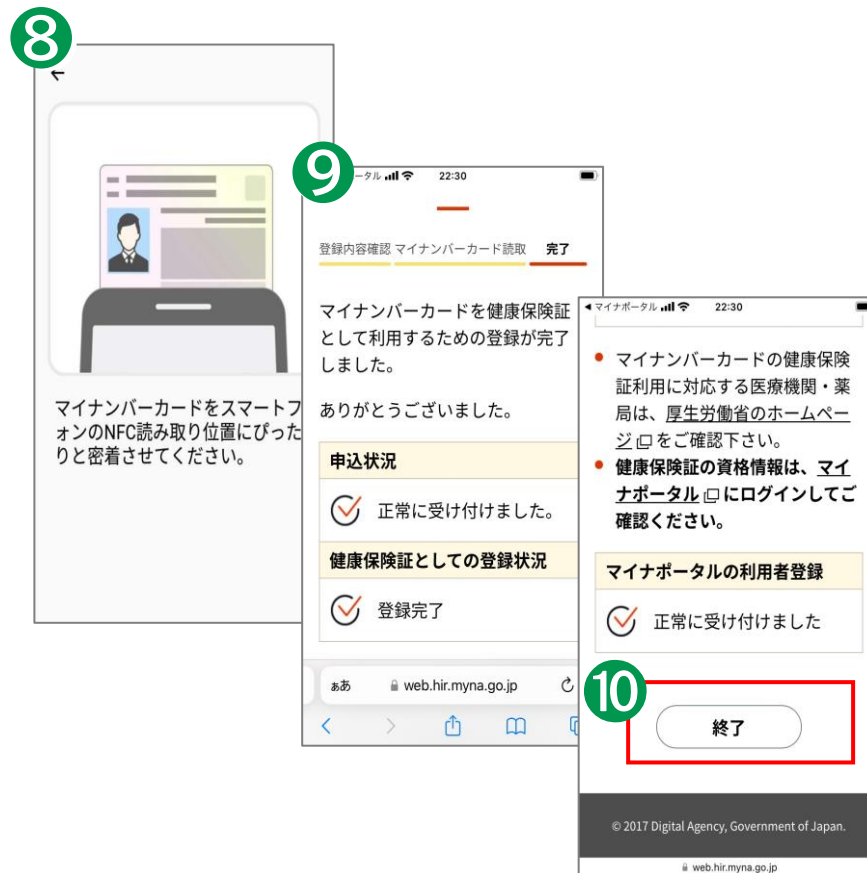 8
マイナンバーカードをスマートフ
ォンのNFC読み取り位置にぴった
りと密着させてください。
9
ータル 22:30
登録内容確認 マイナンバーカード読取 完了
マイナンバーカードを健康保険証
として利用するための登録が完了
しました。
ありがとうございました。
申込状況
正常に受け付けました。
健康保険証としての登録状況
登録完了
ぁあ web.hir.myna.go.jp
マイナポータル 22:30
マイナンバーカードの健康保険
証利用に対応する医療機関・薬
局は、厚生労働省のホームペー
ジをご確認下さい。
健康保険証の資格情報は、マイ
ナポータルにログインしてご
確認ください。
マイナポータルの利用者登録
正常に受け付けました
10
終了
© 2017 Digital Agency, Government of Japan.
web.hir.myna.go.jp